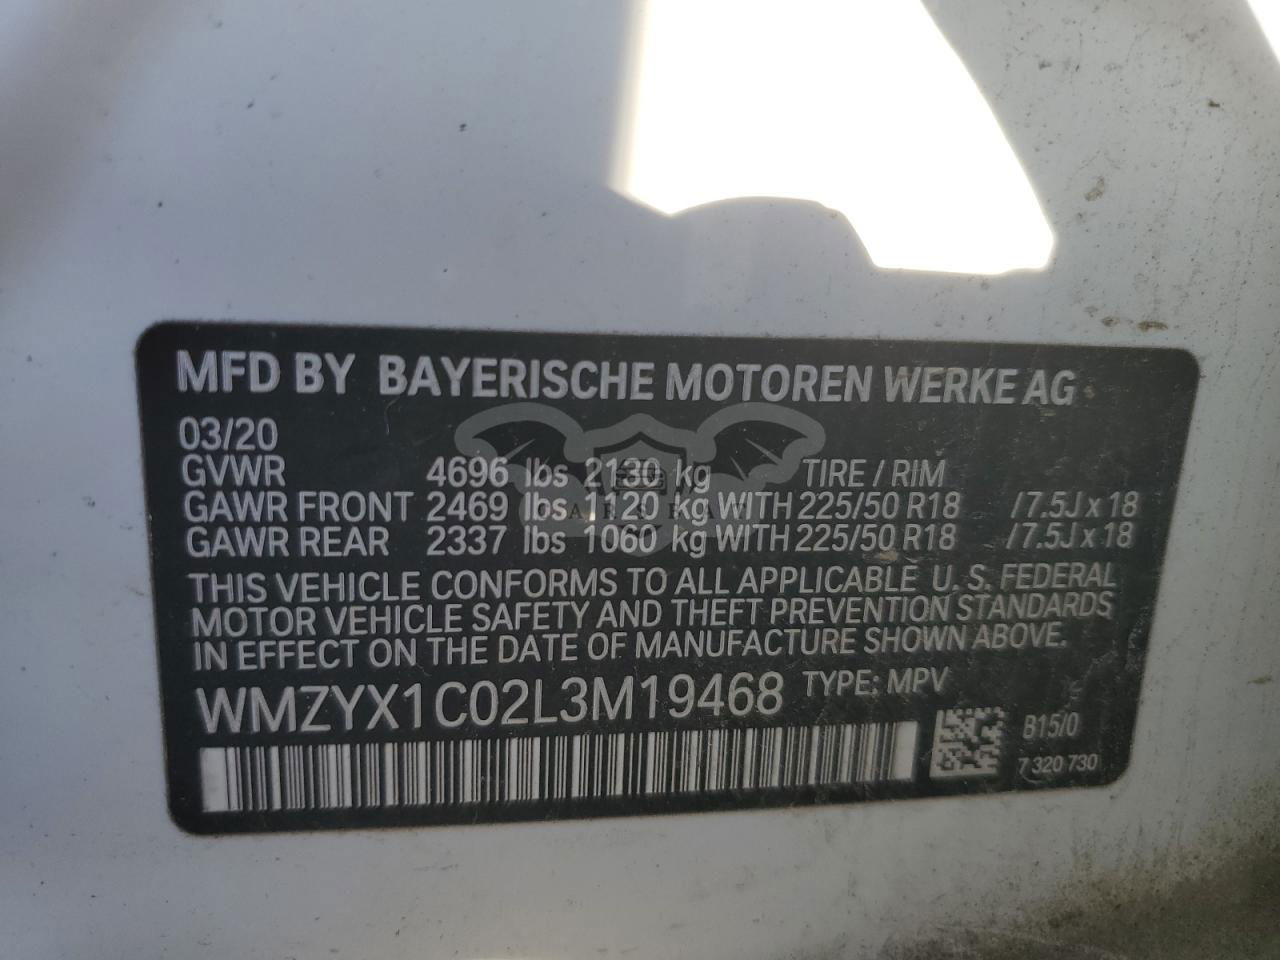 MFD BY BAYERISCHE MOTOREN WERKE AG
03/20
GVWR 4696 lbs 2130 kg TIRE / RIM
GAWR FRONT 2469 lbs 1120 kg WITH 225/50 R18 /7.5J x 18
GAWR REAR 2337 lbs 1060 kg WITH 225/50 R18 /7.5J x 18
THIS VEHICLE CONFORMS TO ALL APPLICABLE U. S. FEDERAL
MOTOR VEHICLE SAFETY AND THEFT PREVENTION STANDARDS
IN EFFECT ON THE DATE OF MANUFACTURE SHOWN ABOVE.
WMZYX1C02L3M19468 TYPE: MPV
B15/0
7 320 730